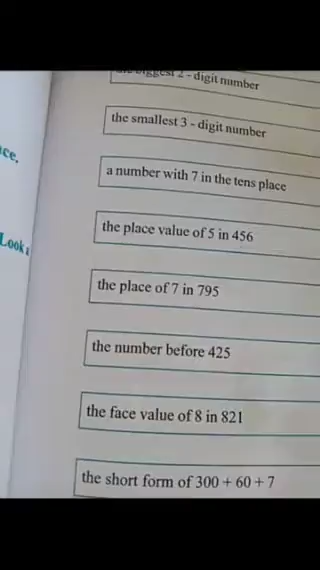 biggest 2 - digit number
the smallest 3 - digit number
ce,
a number with 7 in the tens place
the place value of 5 in 456
Look
the place of 7 in 795
the number before 425
the face value of 8 in 821
the short form of 300 + 60 + 7